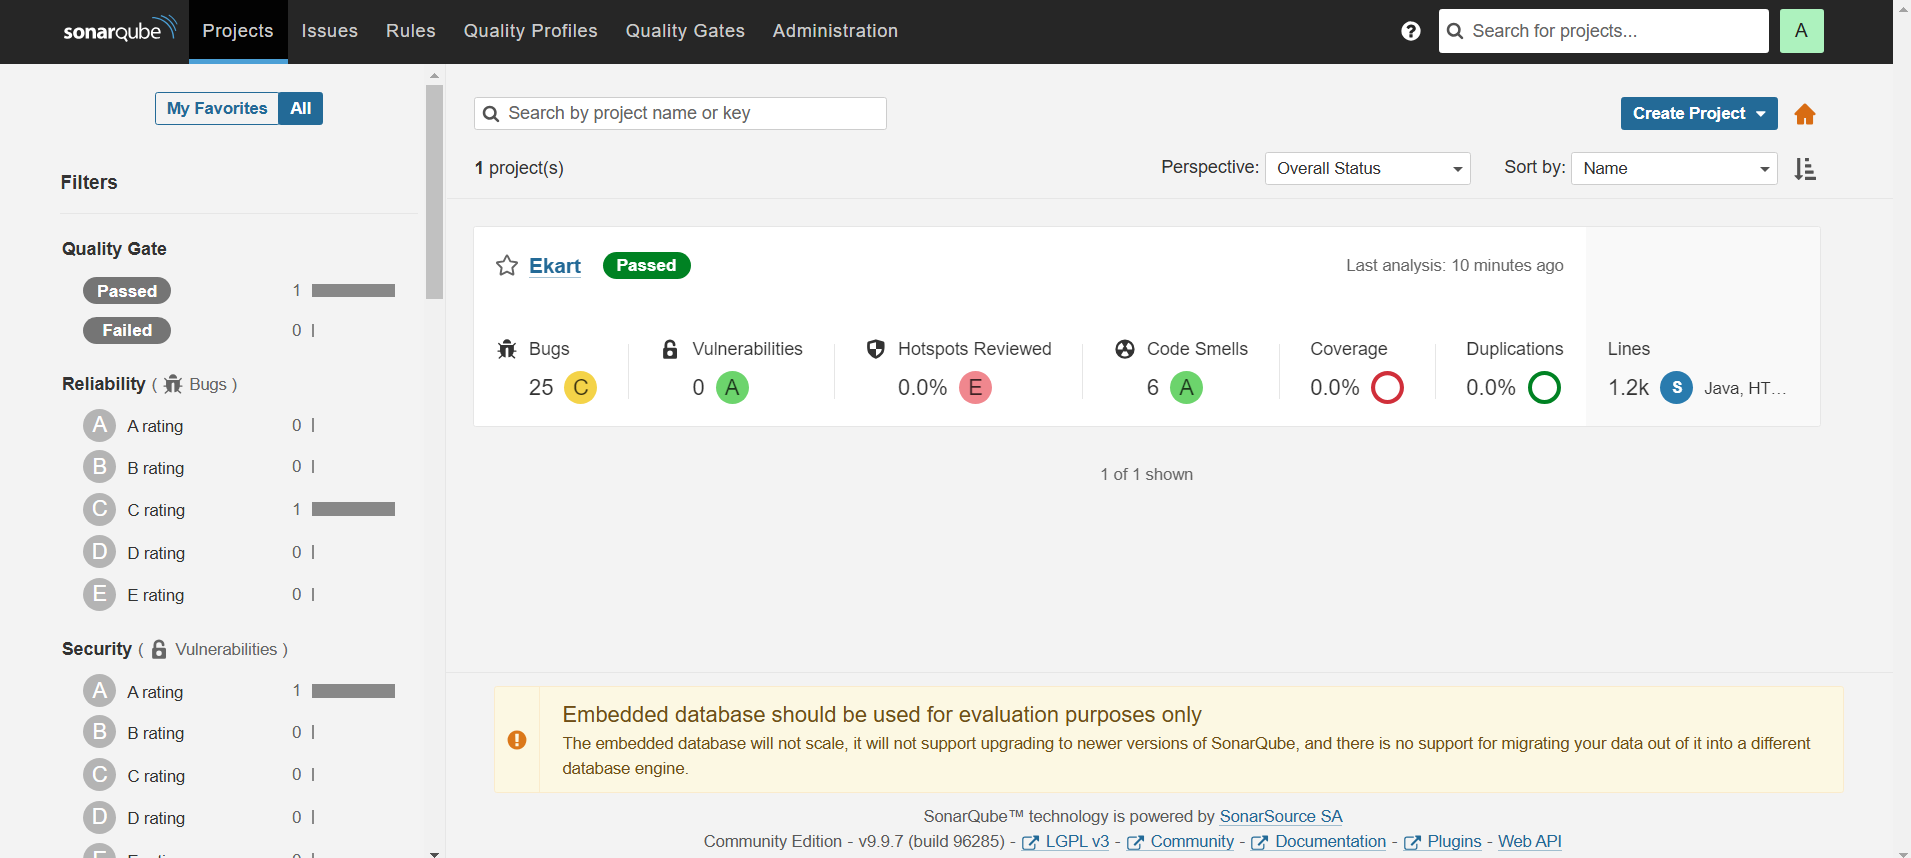 sonarqube Projects Issues Rules Quality Profiles Quality Gates Administration ? Search for projects... A
My Favorites All
Filters
Quality Gate
Passed 1
Failed 0
Reliability ( Bugs )
A A rating 0
B B rating 0
C C rating 1
D D rating 0
E E rating 0
Security ( Vulnerabilities )
A A rating 1
B B rating 0
C C rating 0
D D rating 0
Search by project name or key Create Project
1 project(s) Perspective: Overall Status Sort by: Name
Ekart Passed Last analysis: 10 minutes ago
Bugs Vulnerabilities Hotspots Reviewed Code Smells Coverage Duplications Lines
25 C 0 A 0.0% E 6 A 0.0% 0.0% 1.2k S Java, HT...
1 of 1 shown
Embedded database should be used for evaluation purposes only
The embedded database will not scale, it will not support upgrading to newer versions of SonarQube, and there is no support for migrating your data out of it into a different
database engine.
SonarQube™ technology is powered by SonarSource SA
Community Edition - v9.9.7 (build 96285) - LGPL v3 - Community - Documentation - Plugins - Web API